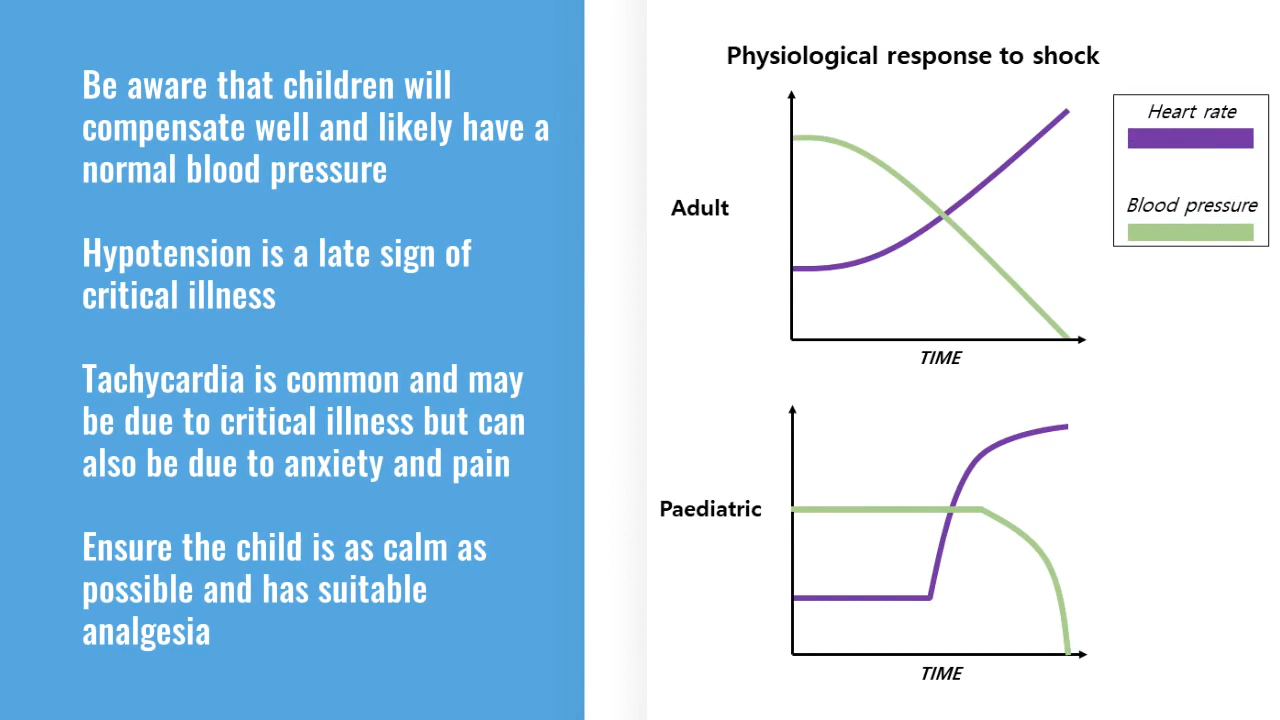 Be aware that children will
compensate well and likely have a
normal blood pressure
Hypotension is a late sign of
critical illness
Tachycardia is common and may
be due to critical illness but can
also be due to anxiety and pain
Ensure the child is as calm as
possible and has suitable
analgesia
Physiological response to shock
Heart rate
Blood pressure
Adult
TIME
Paediatric
TIME